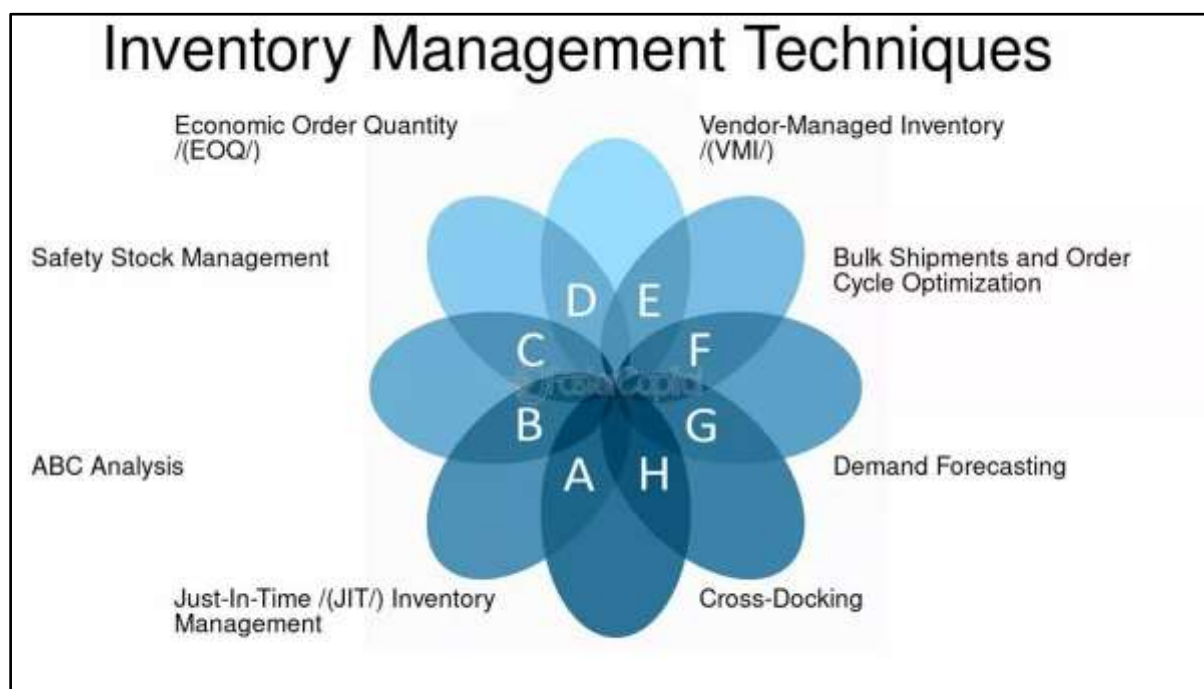 Inventory Management Techniques
Economic Order Quantity
/(EOQ/)
Vendor-Managed Inventory
/(VMI/)
Safety Stock Management
Bulk Shipments and Order
Cycle Optimization
D E
C F
B G
A H
ABC Analysis
Demand Forecasting
Just-In-Time /(JIT/) Inventory
Management
Cross-Docking